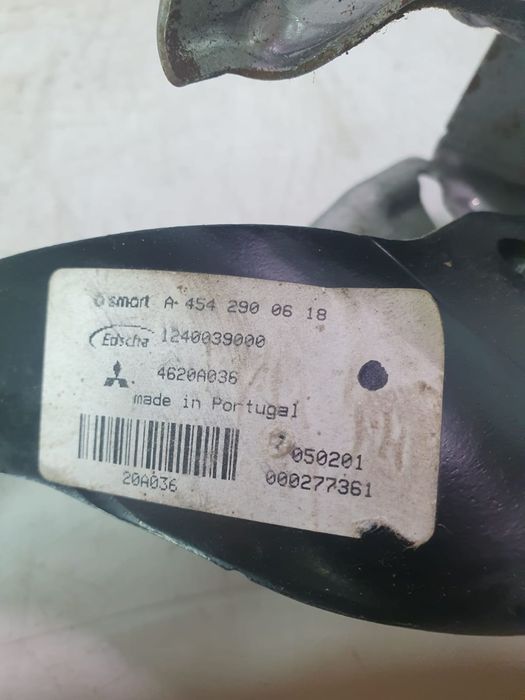 smart A 454 290 06 18
Edscha 1240039000
4620A036
made in Portugal
050201
20A036 000277361